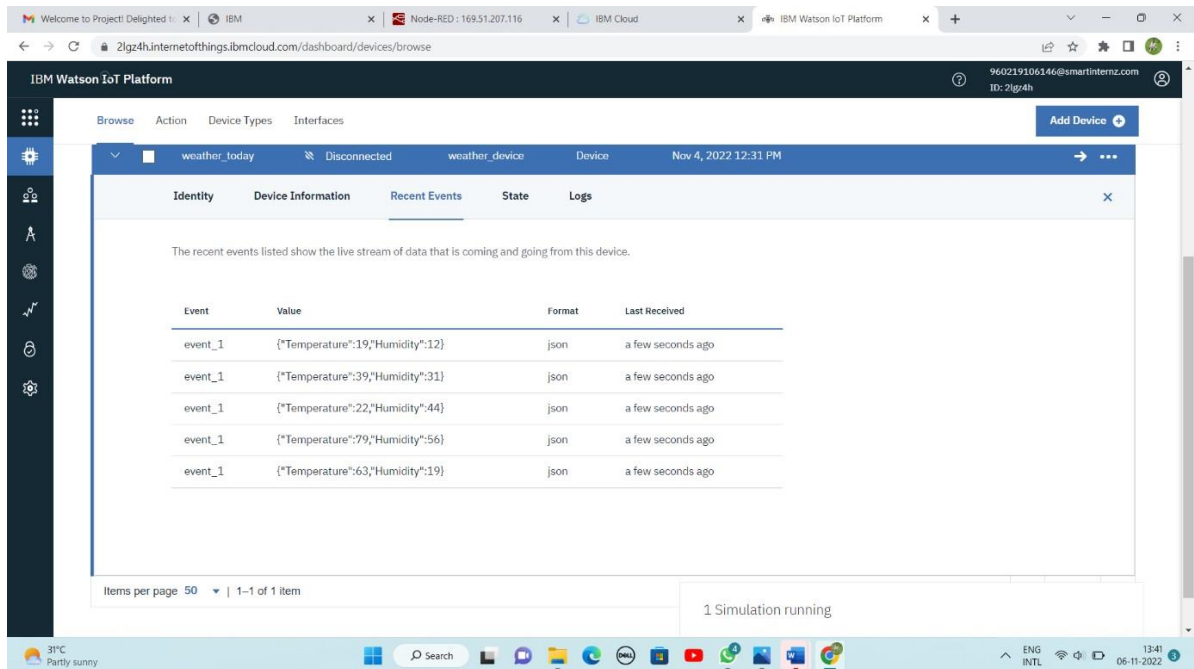 Welcome to Project! Delighted t
IBM
Node-RED : 169.51.207.116
IBM Cloud
IBM Watson IoT Platform
2lgz4h.internetofthings.ibmcloud.com/dashboard/devices/browse
IBM Watson IoT Platform
960219106146@smartinternz.com
ID: 2lgz4h
Browse Action Device Types Interfaces
Add Device
weather_today Disconnected weather_device Device Nov 4, 2022 12:31 PM
Identity Device Information Recent Events State Logs
The recent events listed show the live stream of data that is coming and going from this device.
Event Value Format Last Received
event_1 {"Temperature":19,"Humidity":12} json a few seconds ago
event_1 {"Temperature":39,"Humidity":31} json a few seconds ago
event_1 {"Temperature":22,"Humidity":44} json a few seconds ago
event_1 {"Temperature":79,"Humidity":56} json a few seconds ago
event_1 {"Temperature":63,"Humidity":19} json a few seconds ago
Items per page 50 | 1–1 of 1 item
1 Simulation running
31°C
Partly sunny
Search
DELL
ENG
INTL
13:41
06-11-2022
3